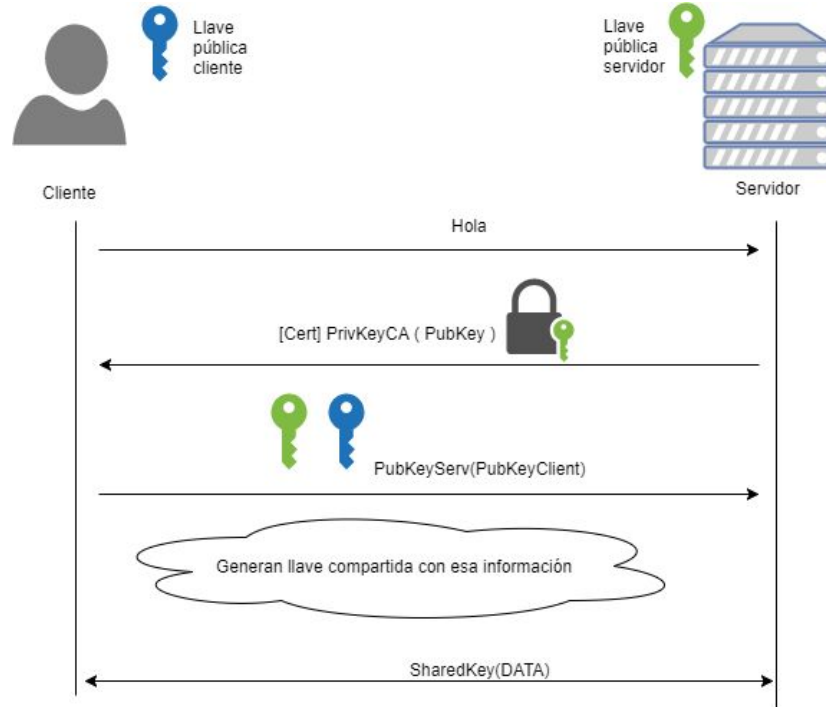 Llave
pública
cliente
Llave
pública
servidor
Cliente
Servidor
Hola
[Cert] PrivKeyCA ( PubKey )
PubKeyServ(PubKeyClient)
Generan llave compartida con esa información
SharedKey(DATA)